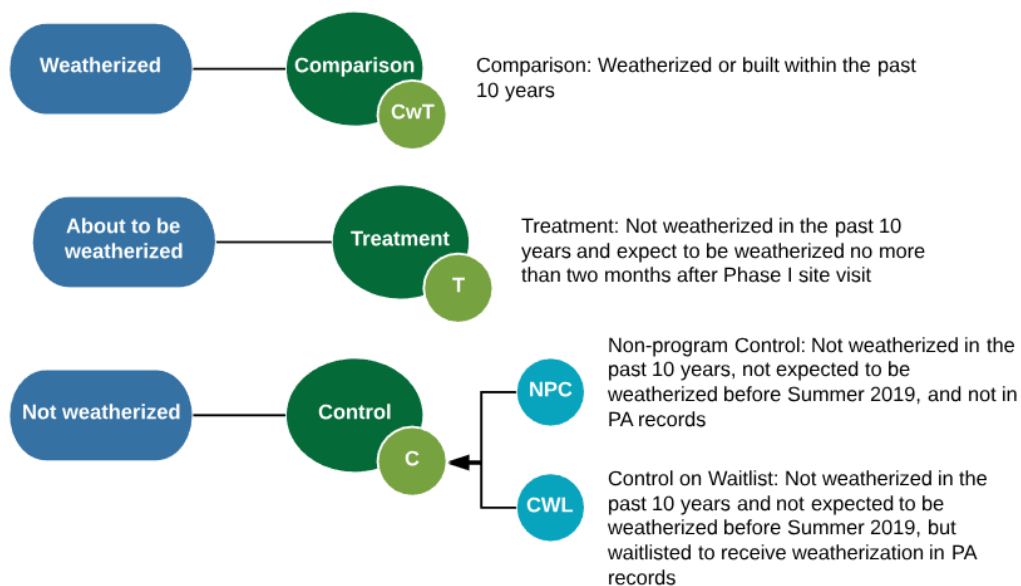 Weatherized
Comparison
CwT
Comparison: Weatherized or built within the past
10 years
About to be
weatherized
Treatment
T
Treatment: Not weatherized in the past 10
years and expect to be weatherized no more
than two months after Phase I site visit
Not weatherized
Control
C
NPC
Non-program Control: Not weatherized in the
past 10 years, not expected to be
weatherized before Summer 2019, and not in
PA records
CWL
Control on Waitlist: Not weatherized in the
past 10 years and not expected to be
weatherized before Summer 2019, but
waitlisted to receive weatherization in PA
records